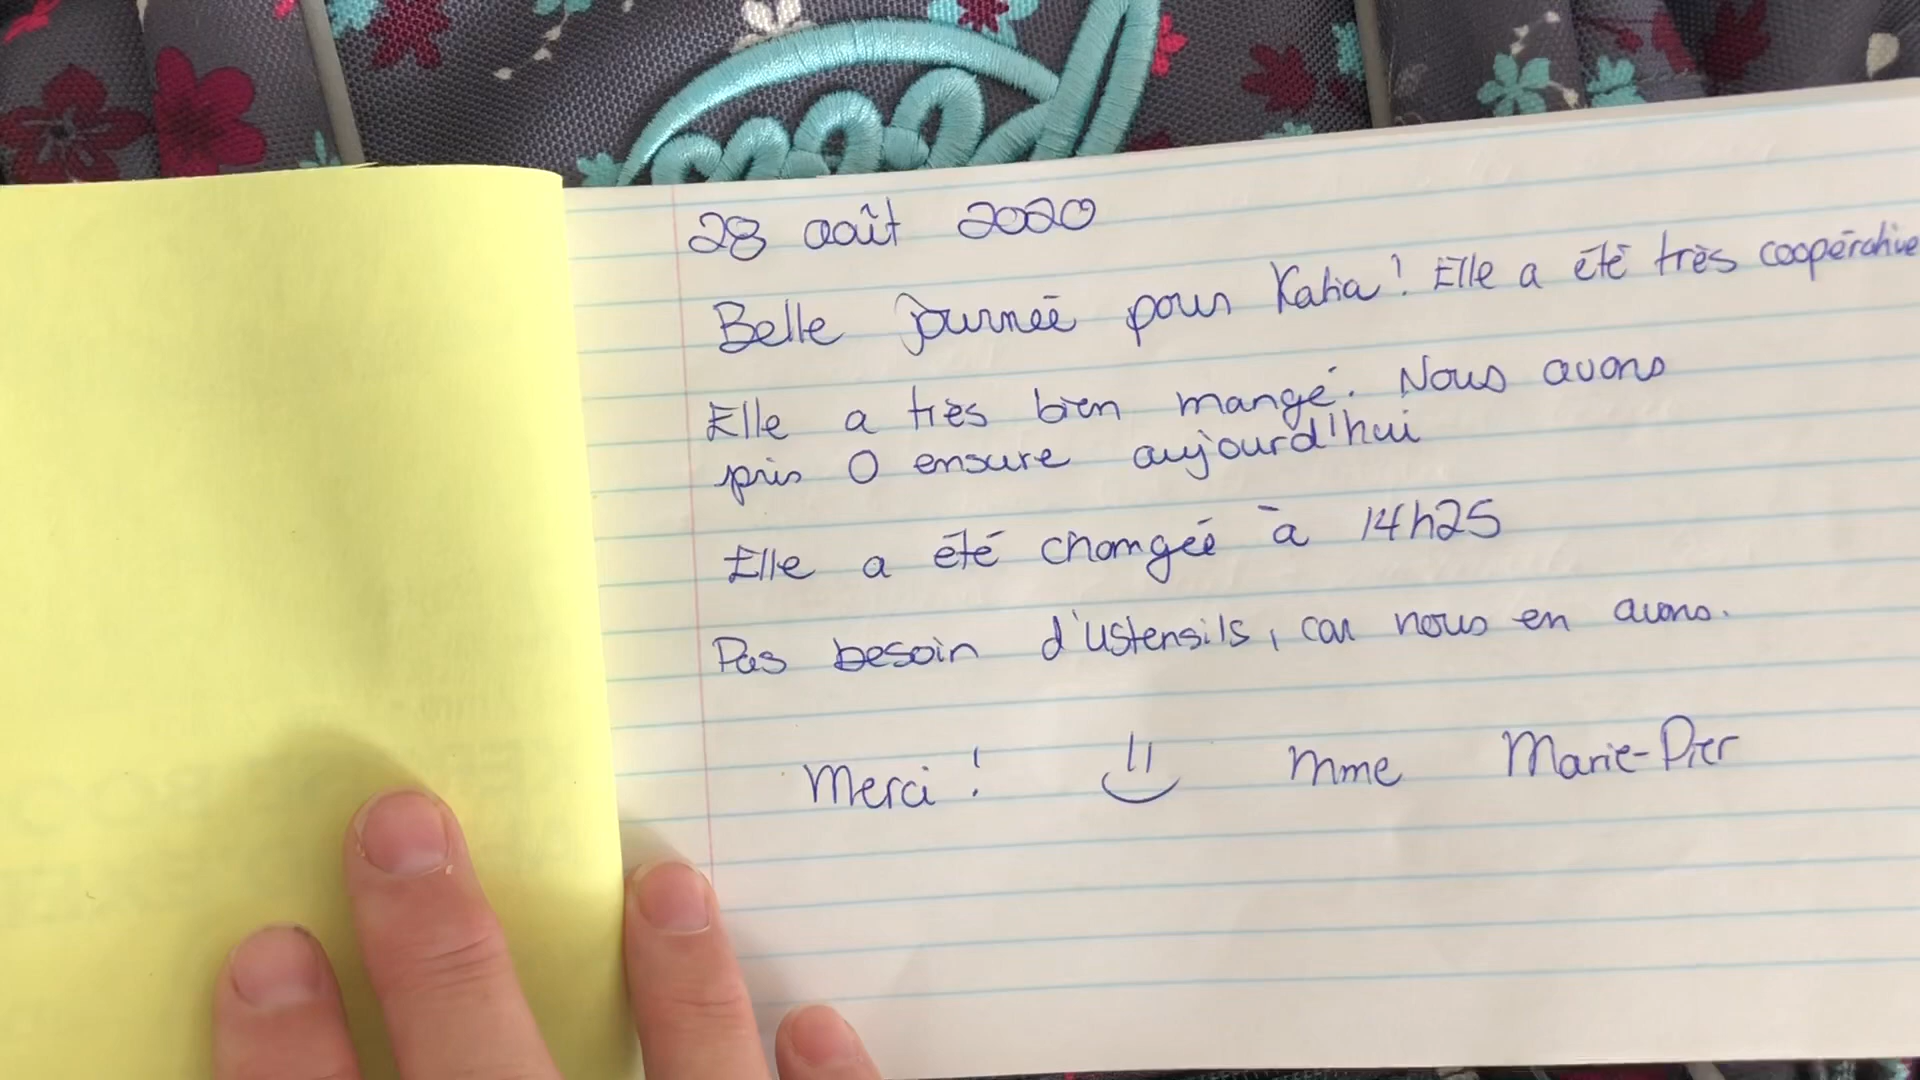 28 août 2020
Belle journée pour Katia! Elle a été très coopérative
Elle a très bien mangé. Nous avons
pris 0 ensure aujourd'hui
Elle a été changée à 14h25
Pas besoin d'ustensils, car nous en avons.
Merci! Mme Marie-Pier